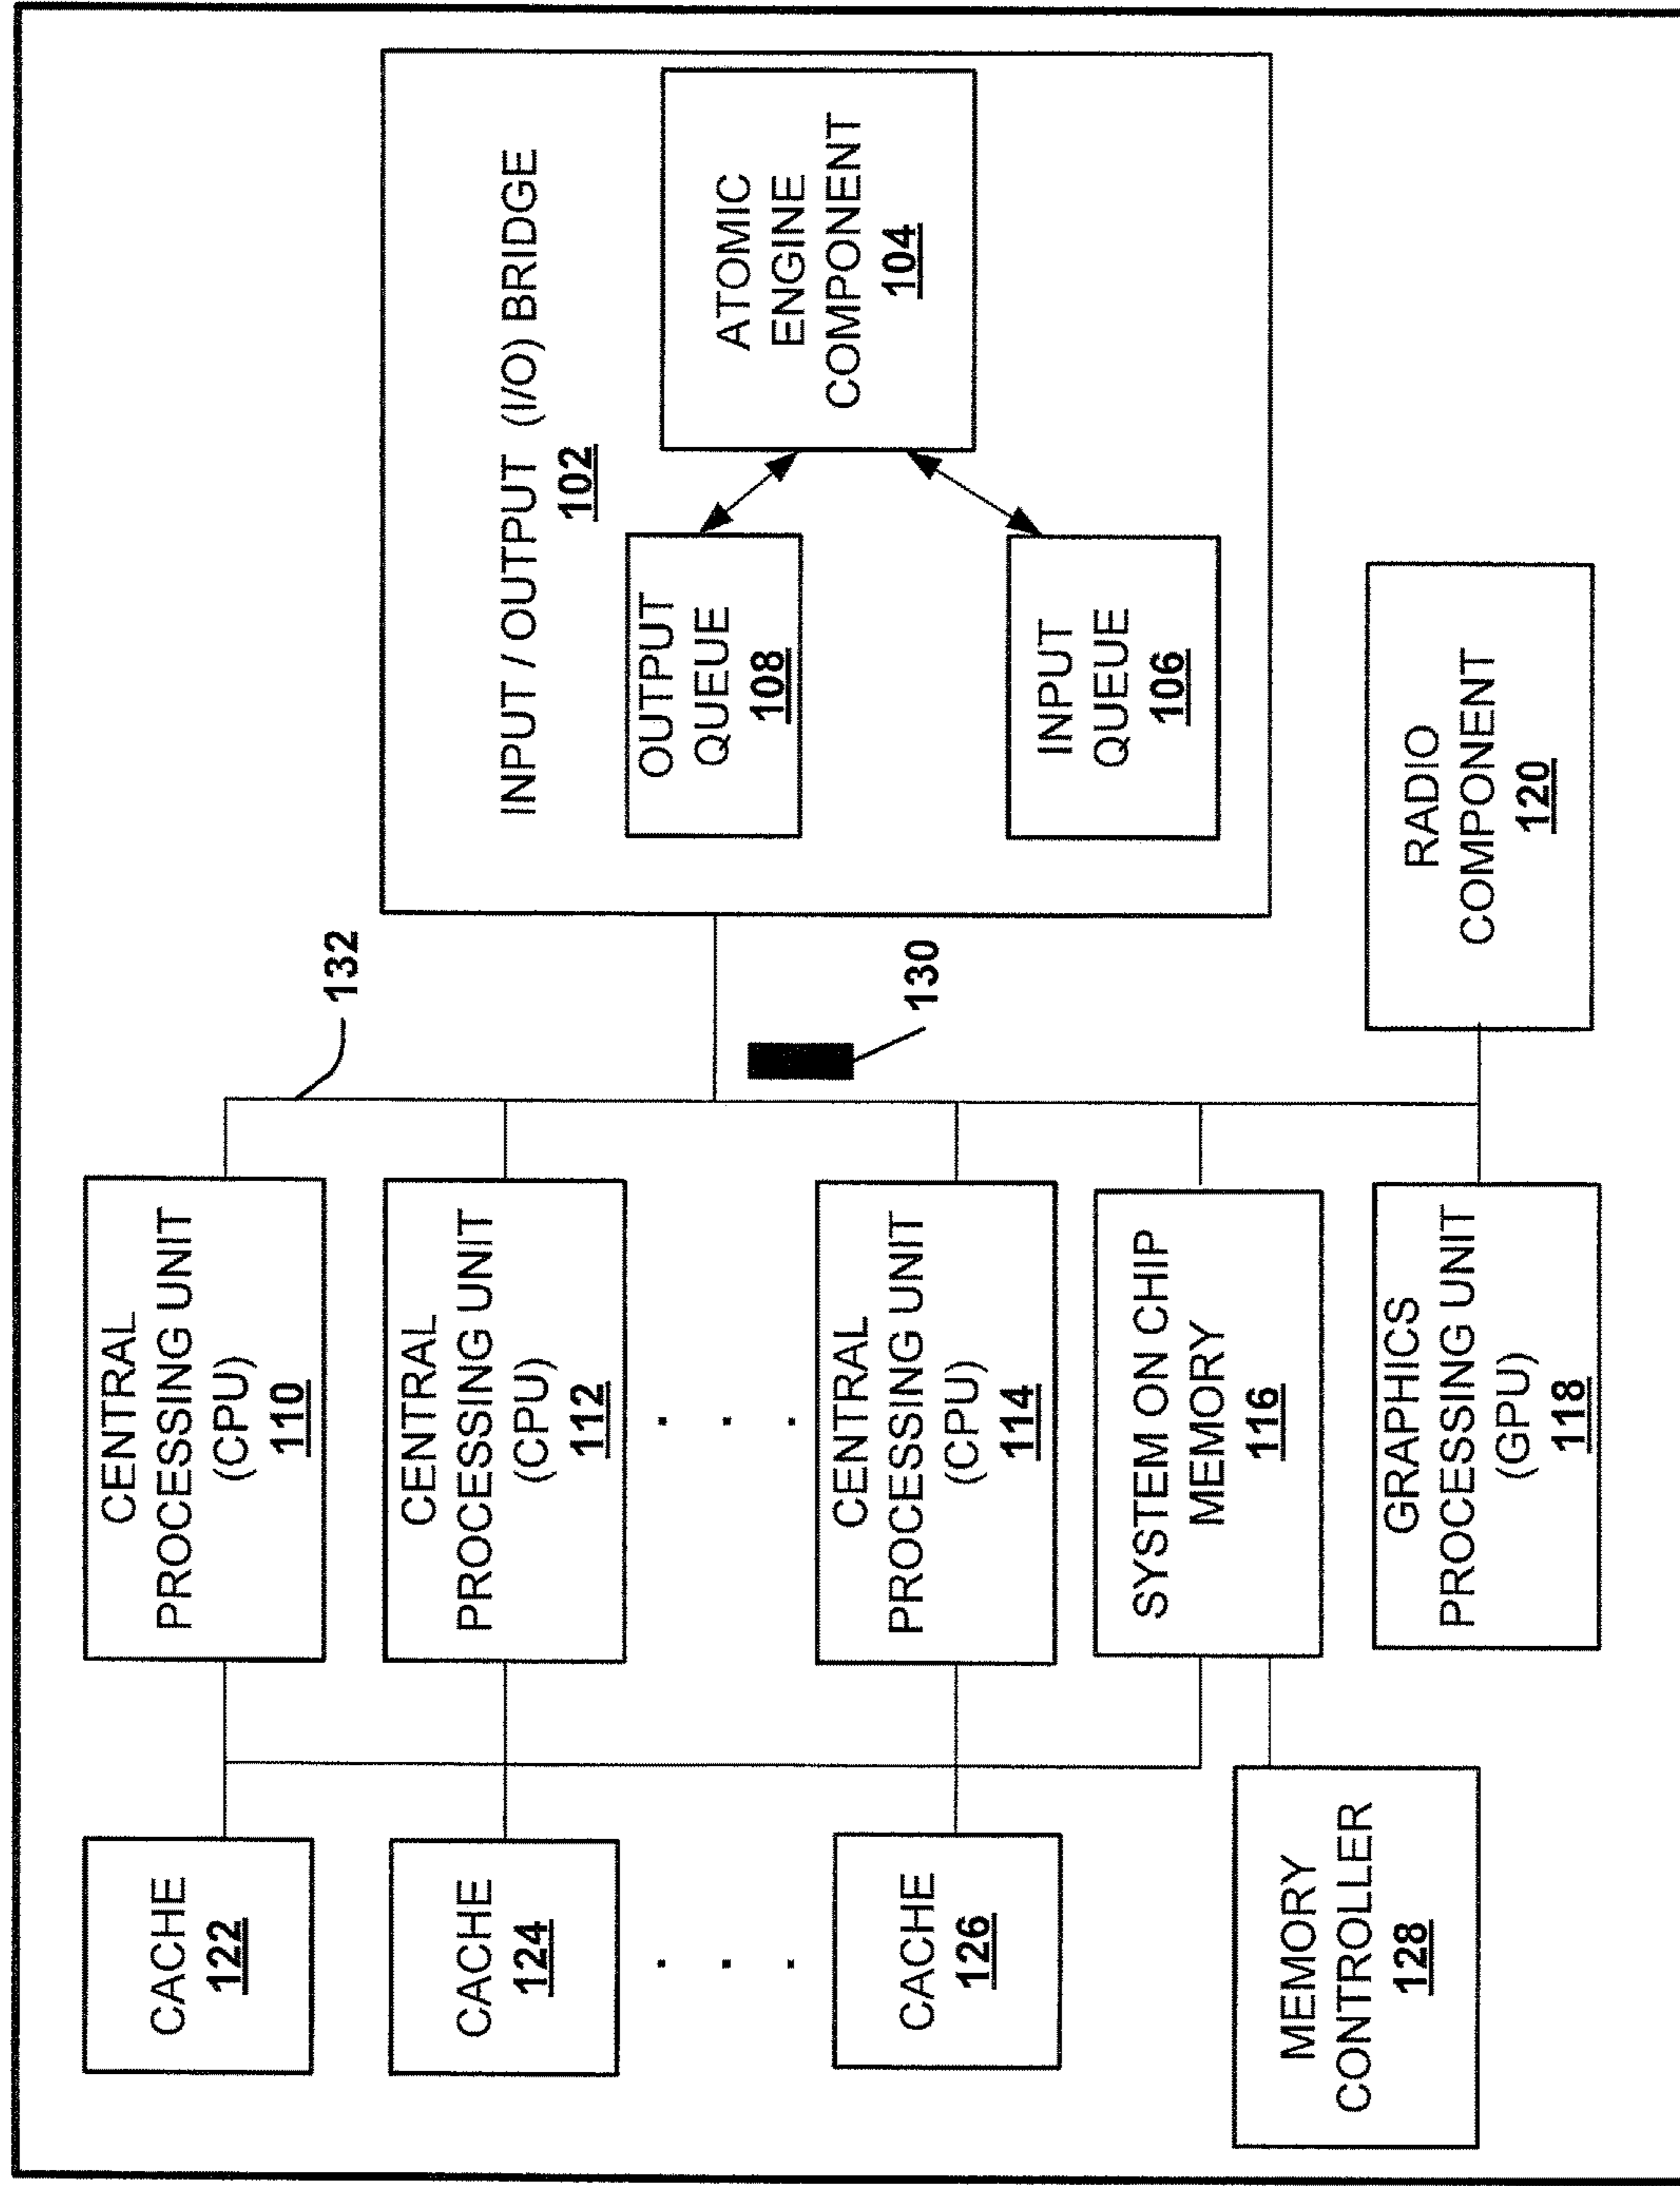 CACHE
122
CACHE
124
. . .
CACHE
126
MEMORY
CONTROLLER
128
CENTRAL
PROCESSING UNIT
(CPU)
110
CENTRAL
PROCESSING UNIT
(CPU)
112
. . .
CENTRAL
PROCESSING UNIT
(CPU)
114
SYSTEM ON CHIP
MEMORY
116
GRAPHICS
PROCESSING UNIT
(GPU)
118
132
130
INPUT / OUTPUT (I/O) BRIDGE
102
OUTPUT
QUEUE
108
INPUT
QUEUE
106
ATOMIC
ENGINE
COMPONENT
104
RADIO
COMPONENT
120